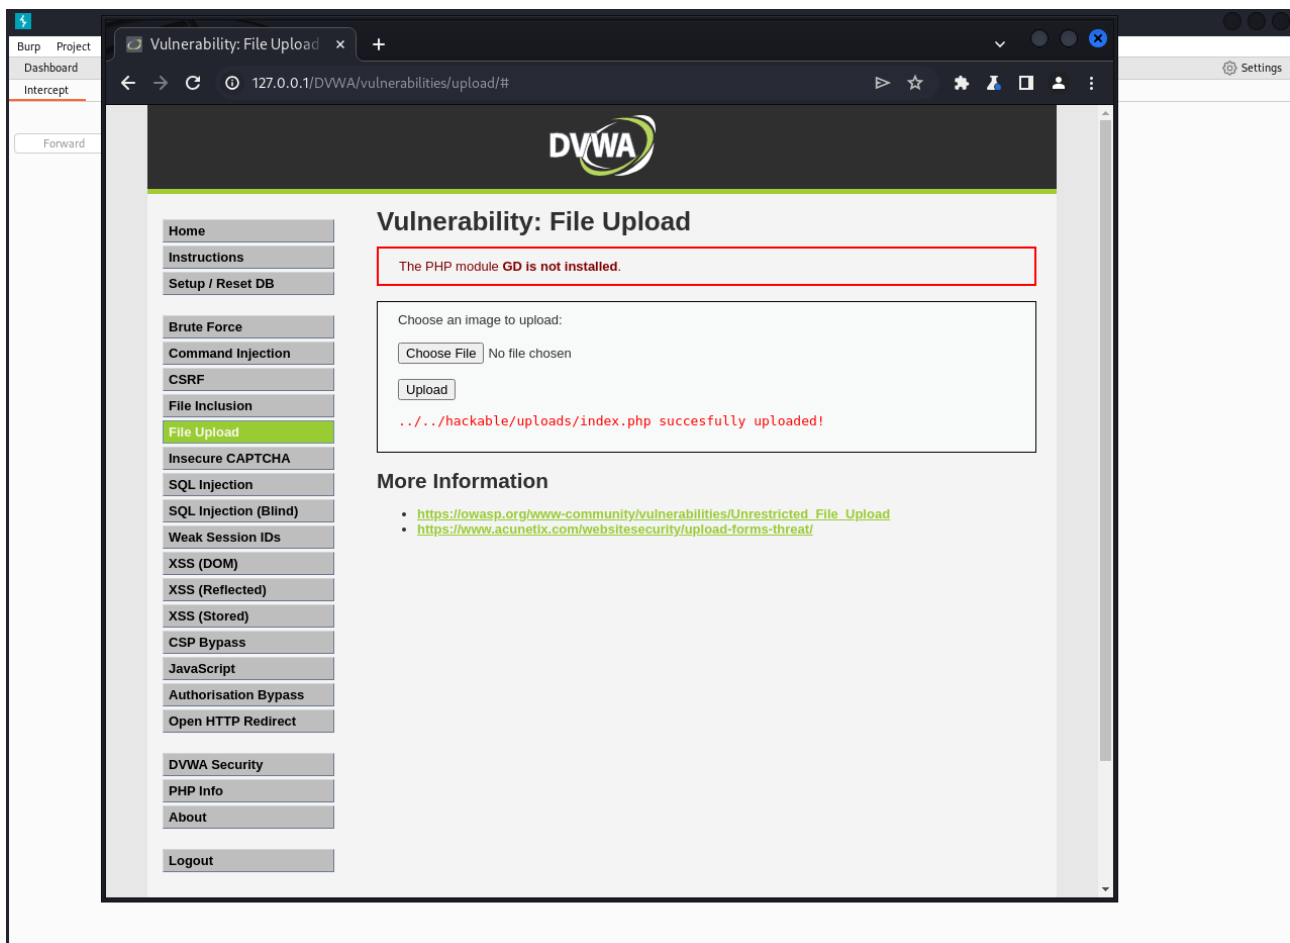 Vulnerability: File Upload
Burp Project
Dashboard
Settings
127.0.0.1/DVWA/vulnerabilities/upload/#
Intercept
Forward
DVWA
Home
Instructions
Setup / Reset DB
Brute Force
Command Injection
CSRF
File Inclusion
File Upload
Insecure CAPTCHA
SQL Injection
SQL Injection (Blind)
Weak Session IDs
XSS (DOM)
XSS (Reflected)
XSS (Stored)
CSP Bypass
JavaScript
Authorisation Bypass
Open HTTP Redirect
DVWA Security
PHP Info
About
Logout
Vulnerability: File Upload
The PHP module GD is not installed.
Choose an image to upload:
Choose File No file chosen
Upload
../../hackable/uploads/index.php succesfully uploaded!
More Information
https://owasp.org/www-community/vulnerabilities/Unrestricted_File_Upload
https://www.acunetix.com/websitesecurity/upload-forms-threat/